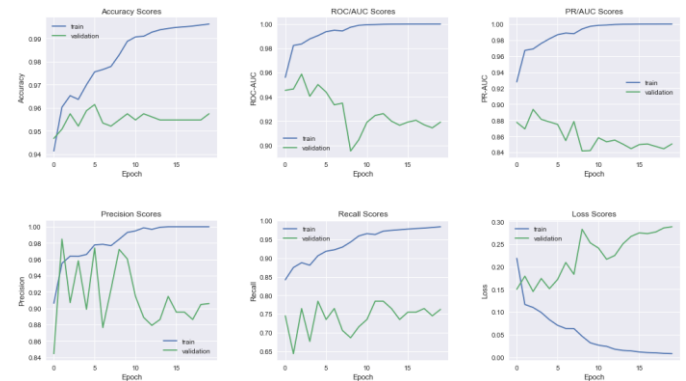 Accuracy Scores
train
validation
Accuracy
0.99
0.98
0.97
0.96
0.95
0.94
0
5
10
15
Epoch
ROC/AUC Scores
ROC-AUC
1.00
0.98
0.96
0.94
0.92
0.90
train
validation
0
5
10
15
Epoch
PR/AUC Scores
PR-AUC
1.00
0.98
0.96
0.94
0.92
0.90
0.88
0.86
0.84
train
validation
0
5
10
15
Epoch
Precision Scores
Precision
1.00
0.98
0.96
0.94
0.92
0.90
0.88
0.86
0.84
train
validation
0
5
10
15
Epoch
Recall Scores
train
validation
Recall
1.00
0.95
0.90
0.85
0.80
0.75
0.70
0.65
0
5
10
15
Epoch
Loss Scores
train
validation
Loss
0.30
0.25
0.20
0.15
0.10
0.05
0.00
0
5
10
15
Epoch